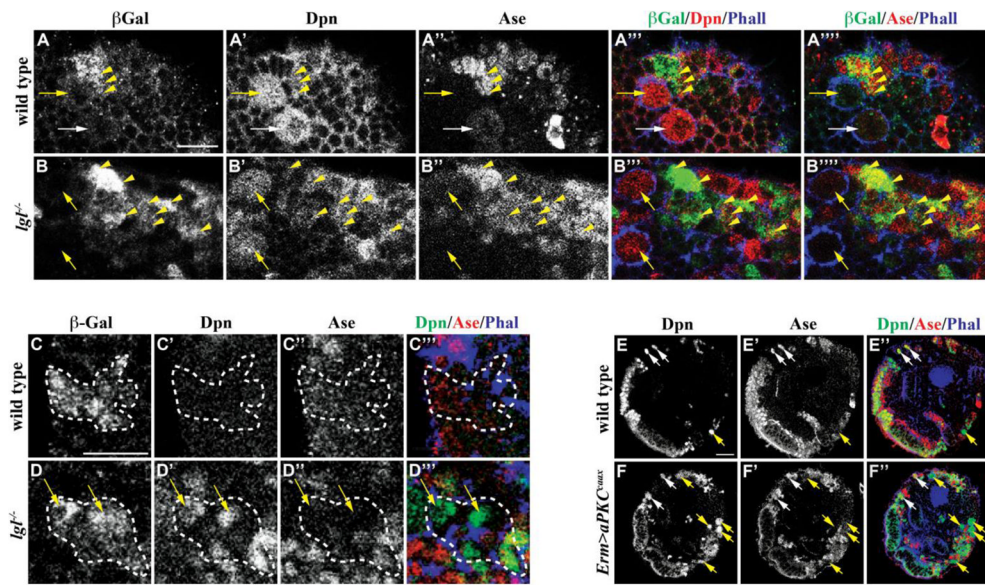 βGal Dpn Ase βGal/Dpn/Phall βGal/Ase/Phall
wild type
A A' A'' A''' A''''
lgl-/-
B B' B'' B''' B''''
β-Gal Dpn Ase Dpn/Ase/Phal
wild type
C C' C'' C'''
lgl-/-
D D' D'' D'''
Dpn Ase Dpn/Ase/Phal
wild type
E E' E''
Erm>aPKCcaax
F F' F''